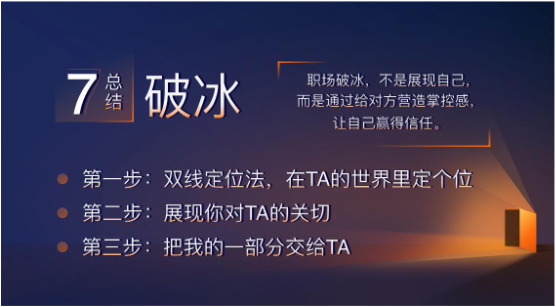 7
总结
破冰
职场破冰，不是展现自己，
而是通过给对方营造掌控感，
让自己赢得信任。
第一步：双线定位法，在TA的世界里定个位
第二步：展现你对TA的关切
第三步：把我的一部分交给TA